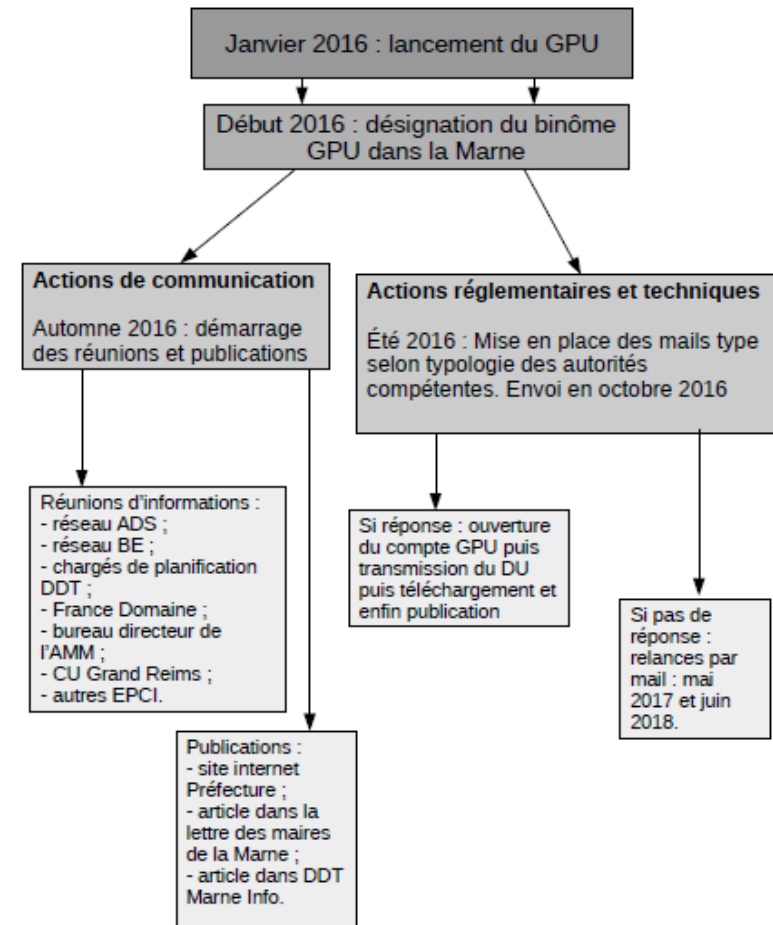 Janvier 2016 : lancement du GPU
Début 2016 : désignation du binôme
GPU dans la Marne
Actions de communication
Automne 2016 : démarrage
des réunions et publications
Actions réglementaires et techniques
Été 2016 : Mise en place des mails type
selon typologie des autorités
compétentes. Envoi en octobre 2016
Réunions d'informations :
- réseau ADS ;
- réseau BE ;
- chargés de planification
DDT ;
- France Domaine ;
- bureau directeur de
l'AMM ;
- CU Grand Reims ;
- autres EPCI.
Si réponse : ouverture
du compte GPU puis
transmission du DU
puis téléchargement et
enfin publication
Si pas de
réponse :
relances par
mail : mai
2017 et juin
2018.
Publications :
- site internet
Préfecture ;
- article dans la
lettre des maires
de la Marne ;
- article dans DDT
Marne Info.